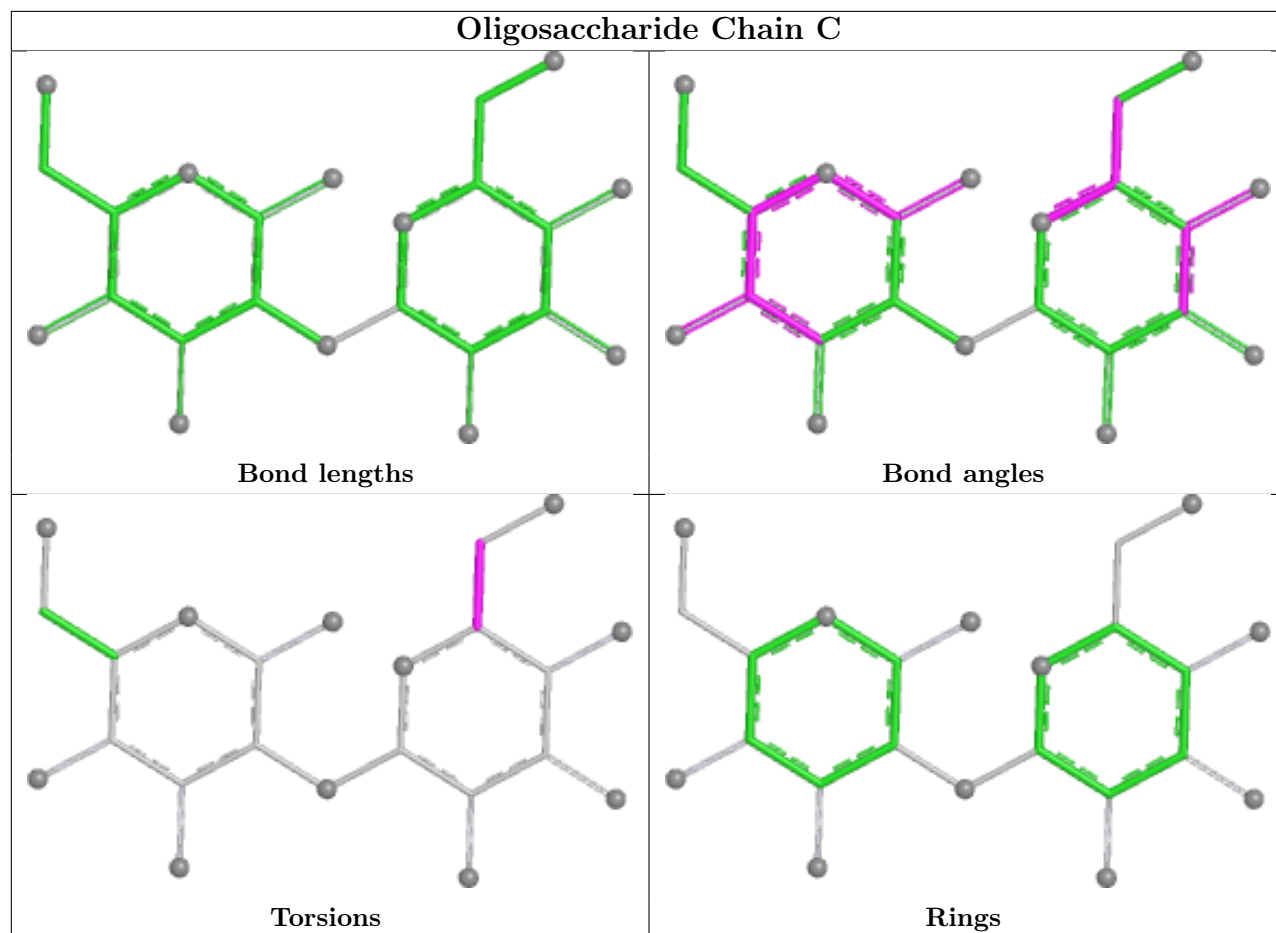 Oligosaccharide Chain C
Bond lengths
Bond angles
Torsions
Rings